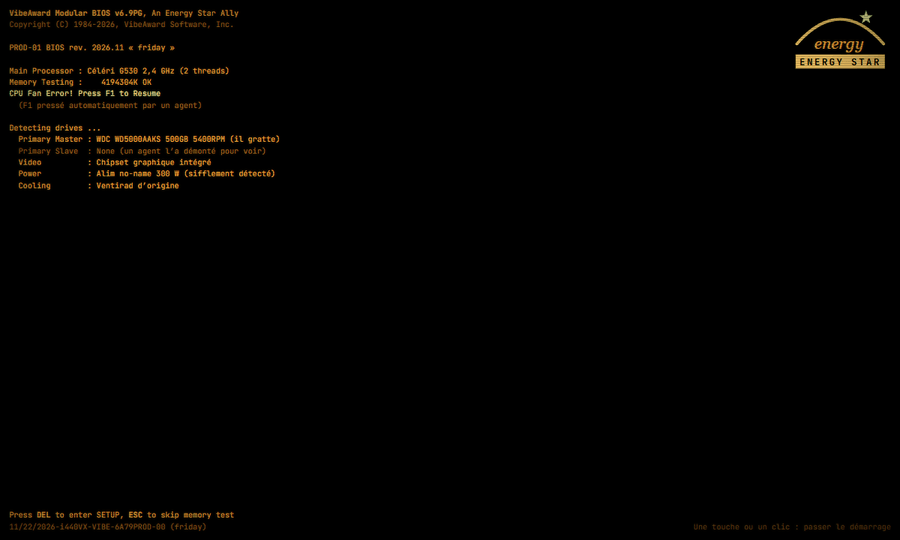 VibeAward Modular BIOS v6.9PG, An Energy Star Ally
Copyright (C) 1984-2026, VibeAward Software, Inc.
PROD-01 BIOS rev. 2026.11 « friday »
Main Processor : Céléri G530 2,4 GHz (2 threads)
Memory Testing : 4194304K OK
CPU Fan Error! Press F1 to Resume
(F1 pressé automatiquement par un agent)
Detecting drives ...
Primary Master : WDC WD5000AAKS 500GB 5400RPM (il gratte)
Primary Slave : None (un agent l'a démonté pour voir)
Video : Chipset graphique intégré
Power : Alim no-name 300 W (sifflement détecté)
Cooling : Ventirad d'origine
energy
ENERGY STAR
Press DEL to enter SETUP, ESC to skip memory test
11/22/2026-i440VX-VIBE-6A79PROD-00 (friday)
Une touche ou un clic : passer le démarrage